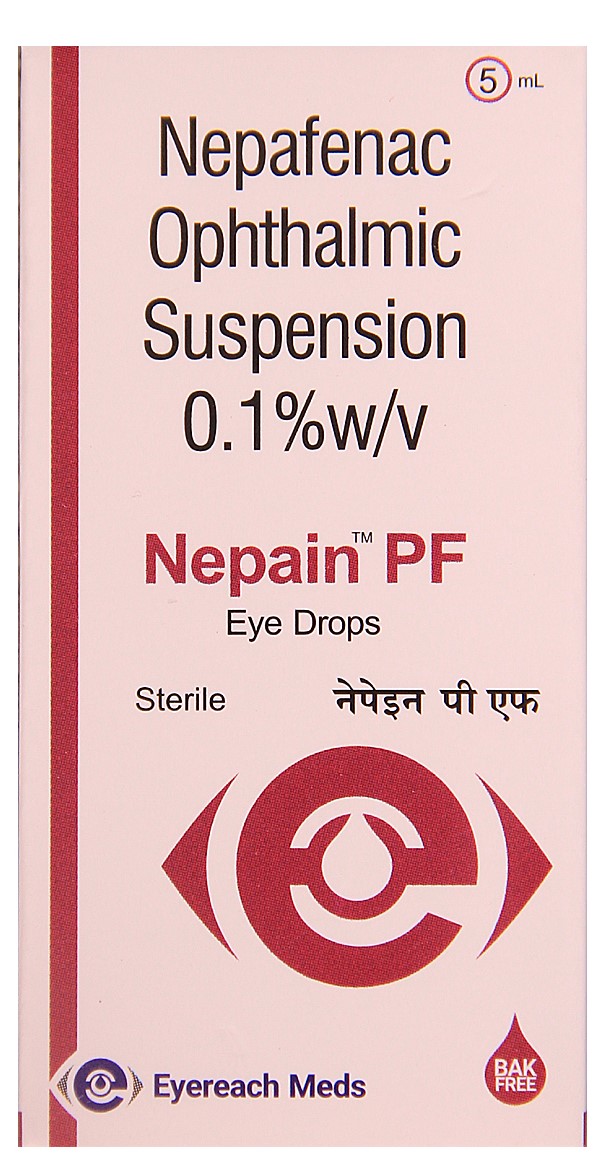 5 mL
Nepafenac
Ophthalmic
Suspension
0.1%w/v
Nepain™ PF
Eye Drops
Sterile नेपेइन पी एफ
Eyereach Meds
BAK
FREE